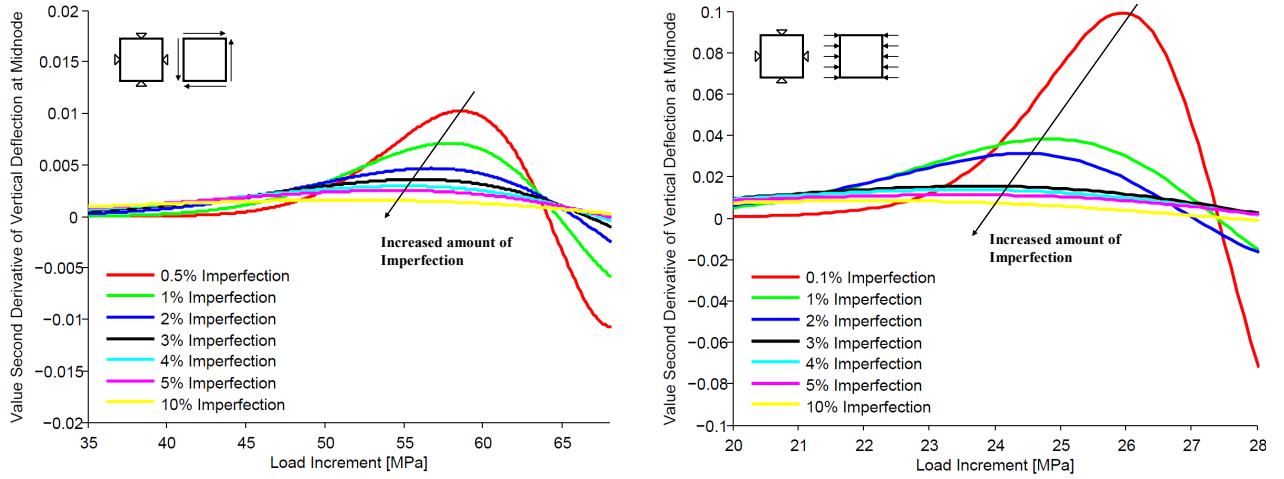 Value Second Derivative of Vertical Deflection at Midnode
0.02
0.015
0.01
0.005
0
−0.005
−0.01
−0.015
−0.02
Increased amount of
Imperfection
0.5% Imperfection
1% Imperfection
2% Imperfection
3% Imperfection
4% Imperfection
5% Imperfection
10% Imperfection
35 40 45 50 55 60 65
Load Increment [MPa]
Value Second Derivative of Vertical Deflection at Midnode
0.1
0.08
0.06
0.04
0.02
0
−0.02
−0.04
−0.06
−0.08
−0.1
Increased amount of
Imperfection
0.1% Imperfection
1% Imperfection
2% Imperfection
3% Imperfection
4% Imperfection
5% Imperfection
10% Imperfection
20 21 22 23 24 25 26 27 28
Load Increment [MPa]